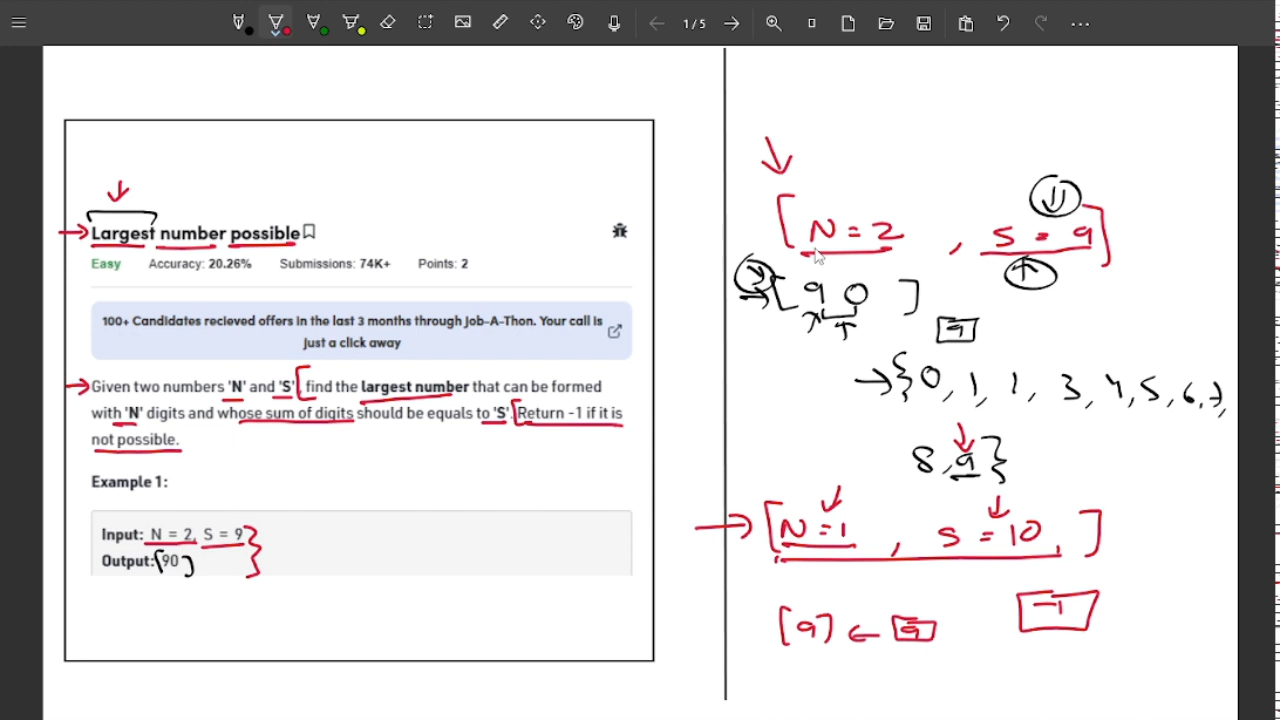 1/5
Largest number possible
Easy Accuracy: 20.26% Submissions: 74K+ Points: 2
100+ Candidates recieved offers in the last 3 months through Job-A-Thon. Your call is
just a click away
Given two numbers 'N' and 'S' , find the largest number that can be formed
with 'N' digits and whose sum of digits should be equals to 'S'. Return -1 if it is
not possible.
Example 1:
Input: N = 2, S = 9
Output: 90
[ N = 2 , S = 9 ]
[ 9 0 ]
9
→ { 0, 1, 1, 3, 4, 5, 6, 7,
8, 9 }
→ [ N = 1 , S = 10 ]
[ 9 ] ← 9
-1